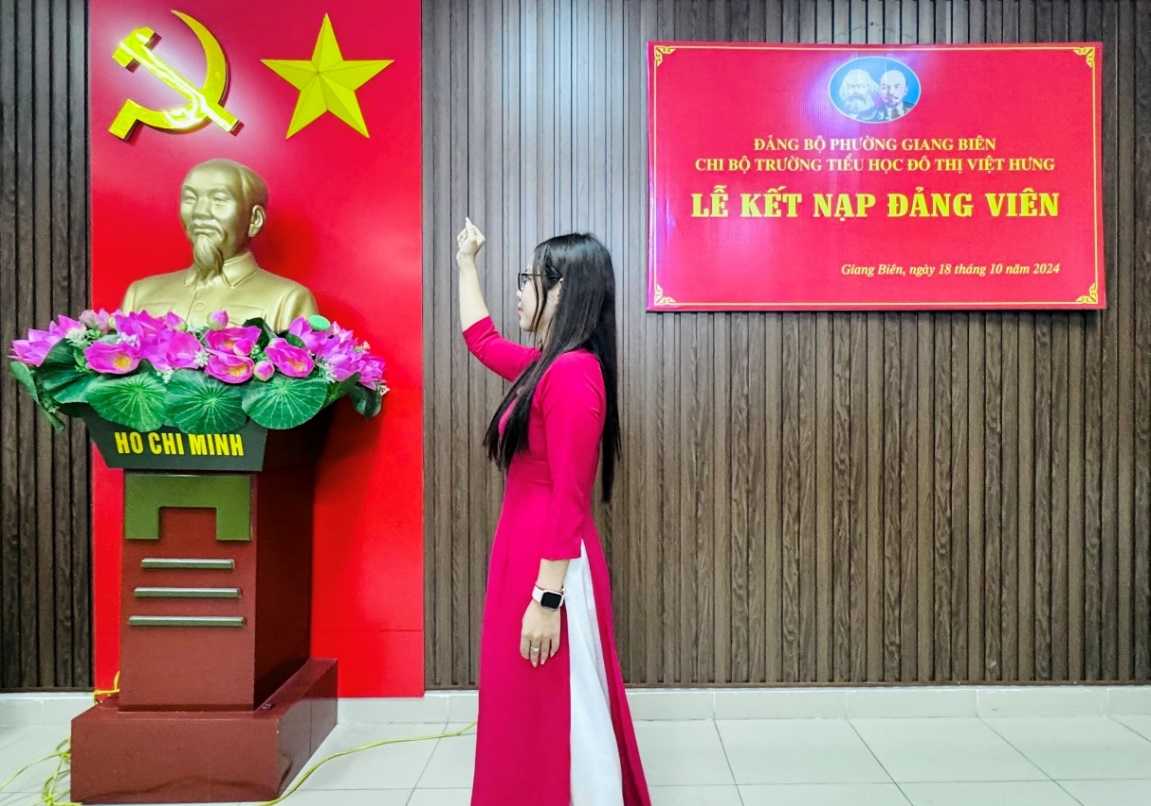 HO CHI MINH
ĐẢNG BỘ PHƯỜNG GIANG BIÊN
CHI BỘ TRƯỜNG TIỂU HỌC ĐÔ THỊ VIỆT HƯNG
LỄ KẾT NẠP ĐẢNG VIÊN
Giang Biên, ngày 18 tháng 10 năm 2024